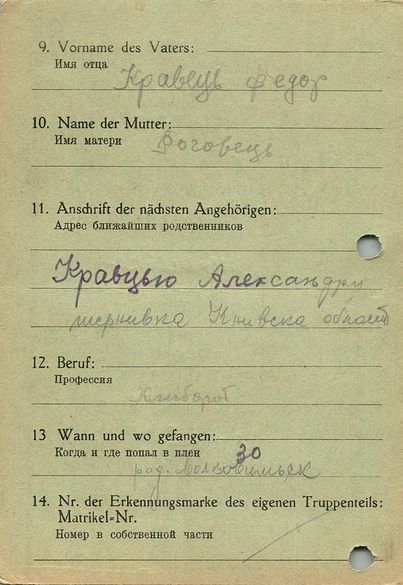 9. Vorname des Vaters:
Имя отца
Кравець Федор
10. Name der Mutter:
Имя матери
Роговець
11. Anschrift der nächsten Angehörigen:
Адрес ближайших родственников
Кравцью Александри
область
12. Beruf:
Профессия
13 Wann und wo gefangen:
Когда и где попал в плен
30
14. Nr. der Erkennungsmarke des eigenen Truppenteils:
Matrikel-Nr.
Номер в собственной части